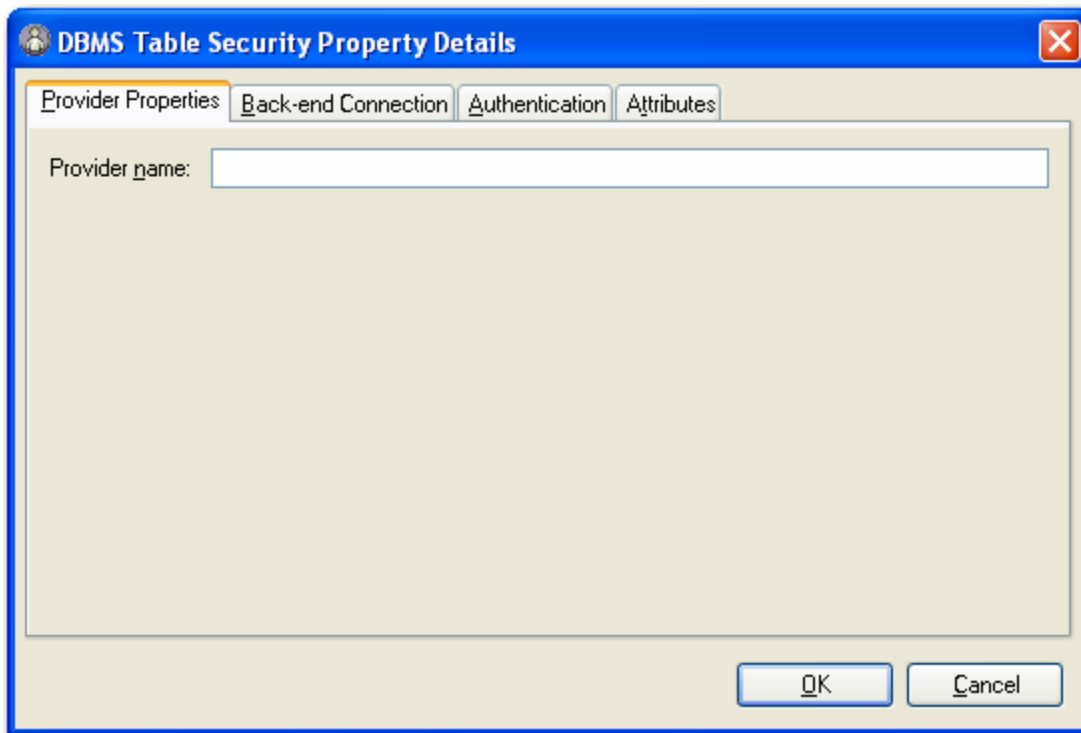 DBMS Table Security Property Details
Provider Properties Back-end Connection Authentication Attributes
Provider name:
OK Cancel